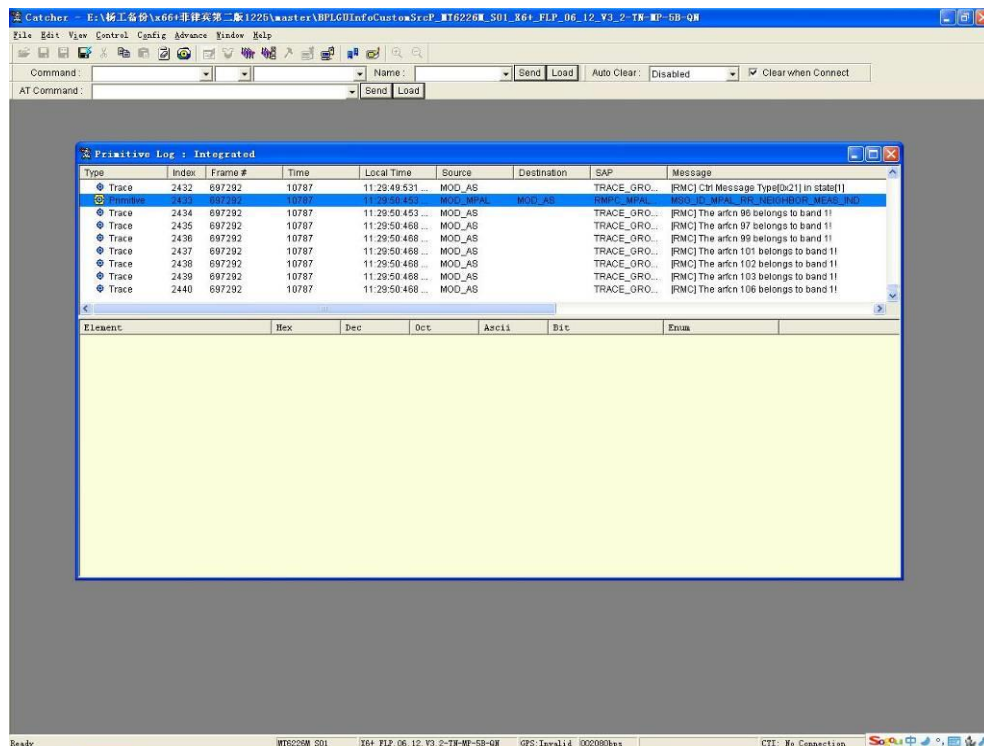 Catcher - E:\杨工备份\x66+菲律宾第二版1225\master\BPLGUInfoCustomSrcP_MT6226M_S01_X6+_FLP_06_12_V3_2-TN-MP-5B-QN
File Edit View Control Config Advance Window Help
Command: Name: Send Load Auto Clear: Disabled Clear when Connect
AT Command: Send Load
Primitive Log : Integrated
Type Index Frame # Time Local Time Source Destination SAP Message
Trace 2432 697292 10787 11:29:49:531 ... MOD_AS TRACE_GRO... [RMC] Ctrl Message Type[0x21] in state[1]
Primitive 2433 697292 10787 11:29:50:453 ... MOD_MPAL MOD_AS RMPC_MPAL... MSG_ID_MPAL_RR_NEIGHBOR_MEAS_IND
Trace 2434 697292 10787 11:29:50:468 ... MOD_AS TRACE_GRO... [RMC] The arfcn 96 belongs to band 1!
Trace 2435 697292 10787 11:29:50:468 ... MOD_AS TRACE_GRO... [RMC] The arfcn 97 belongs to band 1!
Trace 2436 697292 10787 11:29:50:468 ... MOD_AS TRACE_GRO... [RMC] The arfcn 99 belongs to band 1!
Trace 2437 697292 10787 11:29:50:468 ... MOD_AS TRACE_GRO... [RMC] The arfcn 101 belongs to band 1!
Trace 2438 697292 10787 11:29:50:468 ... MOD_AS TRACE_GRO... [RMC] The arfcn 102 belongs to band 1!
Trace 2439 697292 10787 11:29:50:468 ... MOD_AS TRACE_GRO... [RMC] The arfcn 103 belongs to band 1!
Trace 2440 697292 10787 11:29:50:468 ... MOD_AS TRACE_GRO... [RMC] The arfcn 106 belongs to band 1!
Element Hex Dec Oct Ascii Bit Enum
Ready MT6226M_S01 X6+_FLP_06_12_V3_2-TN-MP-5B-QN GPS:Invalid 002080bps CTI: No Connection 中